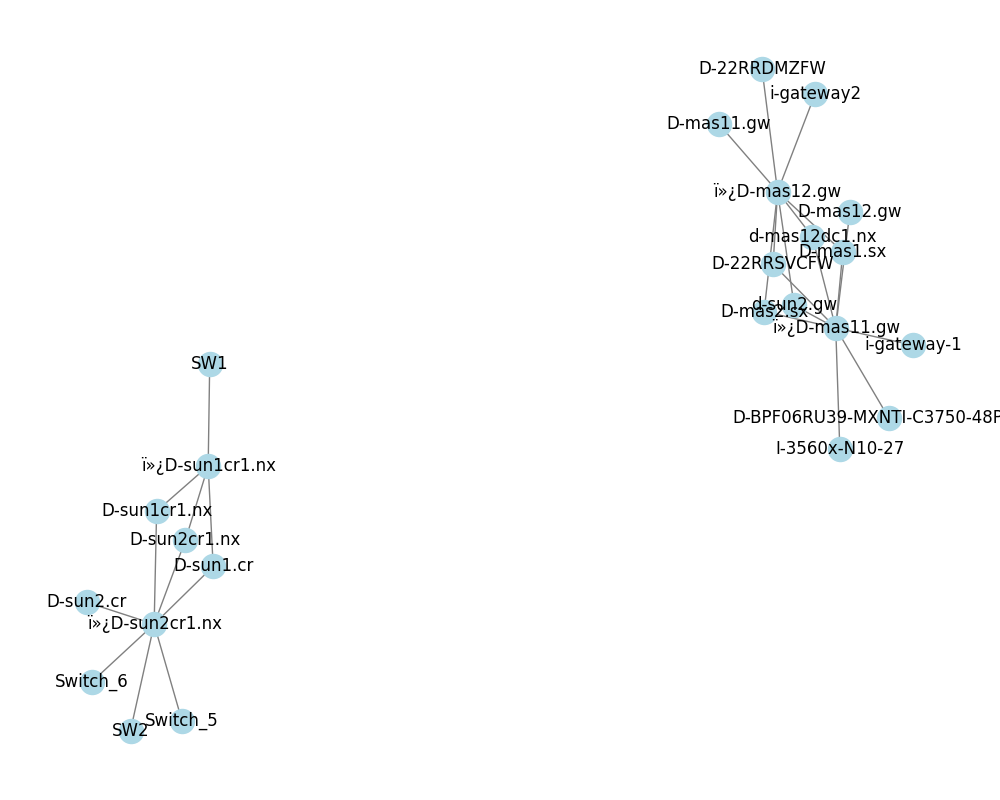 D-22RRDMZFW
i-gateway2
D-mas11.gw
ï»¿D-mas12.gw
D-mas12.gw
d-mas12dc1.nx
D-mas1.sx
D-22RRSVCFW
d-sun2.gw
D-mas2.sx
ï»¿D-mas11.gw
i-gateway-1
D-BPF06RU39-MXNTI-C3750-48P
I-3560x-N10-27
SW1
ï»¿D-sun1cr1.nx
D-sun1cr1.nx
D-sun2cr1.nx
D-sun1.cr
D-sun2.cr
ï»¿D-sun2cr1.nx
Switch_6
Switch_5
SW2